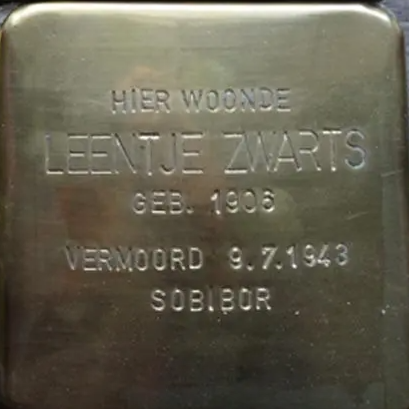 HIER WOONDE
LEENTJE ZWARTS
GEB. 1906
VERMOORD 9.7.1943
SOBIBOR